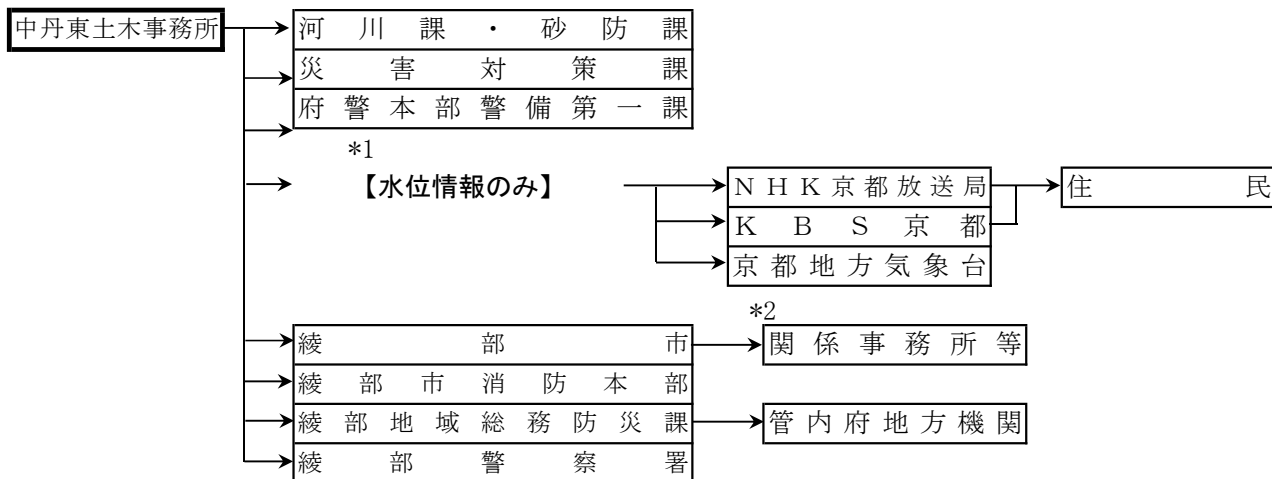 中丹東土木事務所
河川課・砂防課
災害対策課
府警本部警備第一課
*1
【水位情報のみ】
NHK京都放送局
住民
KBS京都
京都地方気象台
*2
綾部市
関係事務所等
綾部市消防本部
綾部地域総務防災課
管内府地方機関
綾部警察署